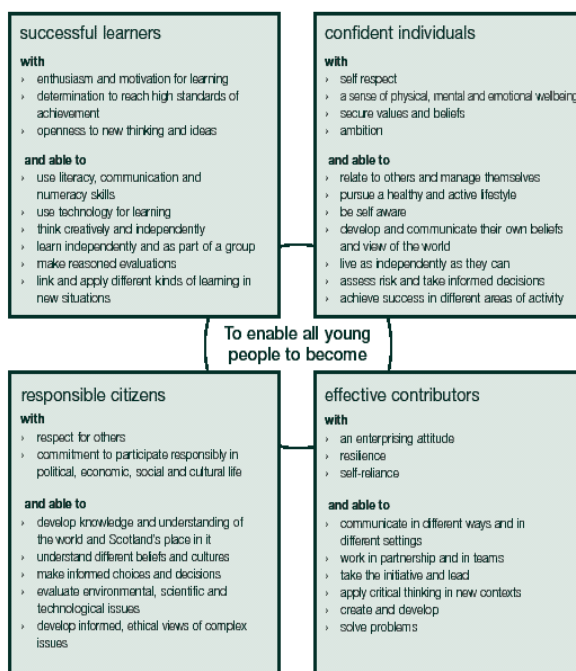 successful learners
with
› enthusiasm and motivation for learning
› determination to reach high standards of
achievement
› openness to new thinking and ideas
and able to
› use literacy, communication and
numeracy skills
› use technology for learning
› think creatively and independently
› learn independently and as part of a group
› make reasoned evaluations
› link and apply different kinds of learning in
new situations
confident individuals
with
› self respect
› a sense of physical, mental and emotional wellbeing
› secure values and beliefs
› ambition
and able to
› relate to others and manage themselves
› pursue a healthy and active lifestyle
› be self aware
› develop and communicate their own beliefs
and view of the world
› live as independently as they can
› assess risk and take informed decisions
› achieve success in different areas of activity
To enable all young
people to become
responsible citizens
with
› respect for others
› commitment to participate responsibly in
political, economic, social and cultural life
and able to
› develop knowledge and understanding of
the world and Scotland's place in it
› understand different beliefs and cultures
› make informed choices and decisions
› evaluate environmental, scientific and
technological issues
› develop informed, ethical views of complex
issues
effective contributors
with
› an enterprising attitude
› resilience
› self-reliance
and able to
› communicate in different ways and in
different settings
› work in partnership and in teams
› take the initiative and lead
› apply critical thinking in new contexts
› create and develop
› solve problems